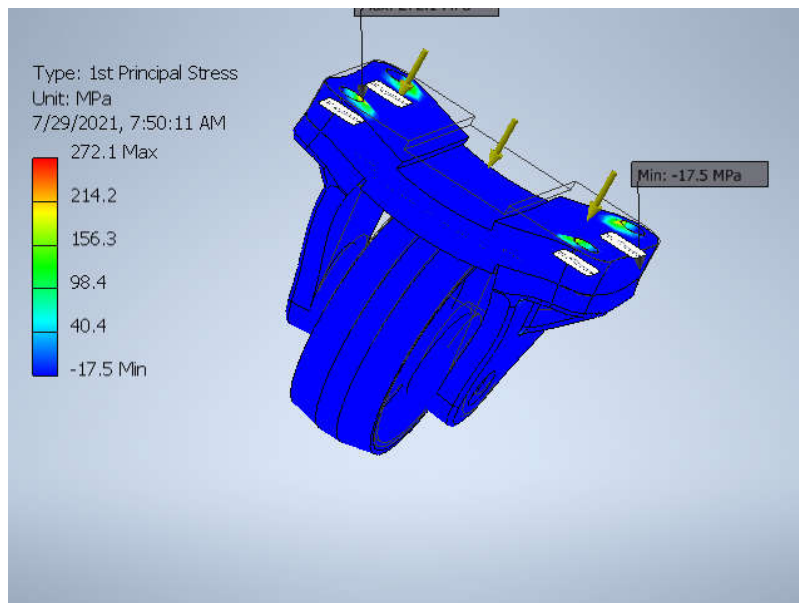 Type: 1st Principal Stress
Unit: MPa
7/29/2021, 7:50:11 AM
272.1 Max
214.2
156.3
98.4
40.4
-17.5 Min
Min: -17.5 MPa